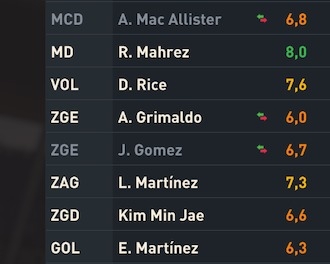 MCD A. Mac Allister 6,8
MD R. Mahrez 8,0
VOL D. Rice 7,6
ZGE A. Grimaldo 6,0
ZGE J. Gomez 6,7
ZAG L. Martínez 7,3
ZGD Kim Min Jae 6,6
GOL E. Martínez 6,3